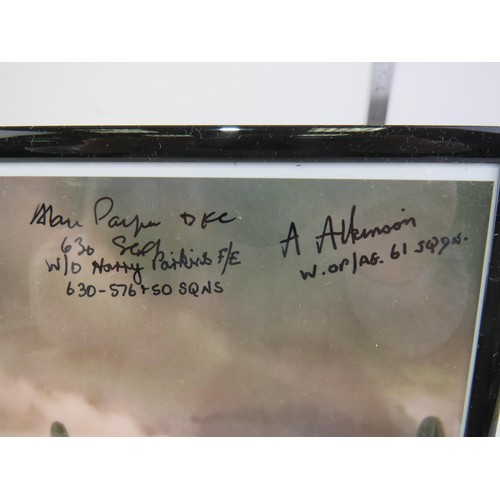 Alan Payne DFC
630 Sqd
W/O Harry Parkins F/E
630-576+50 SQNS
A Atkinson
W.OP/AG. 61 SQDN.